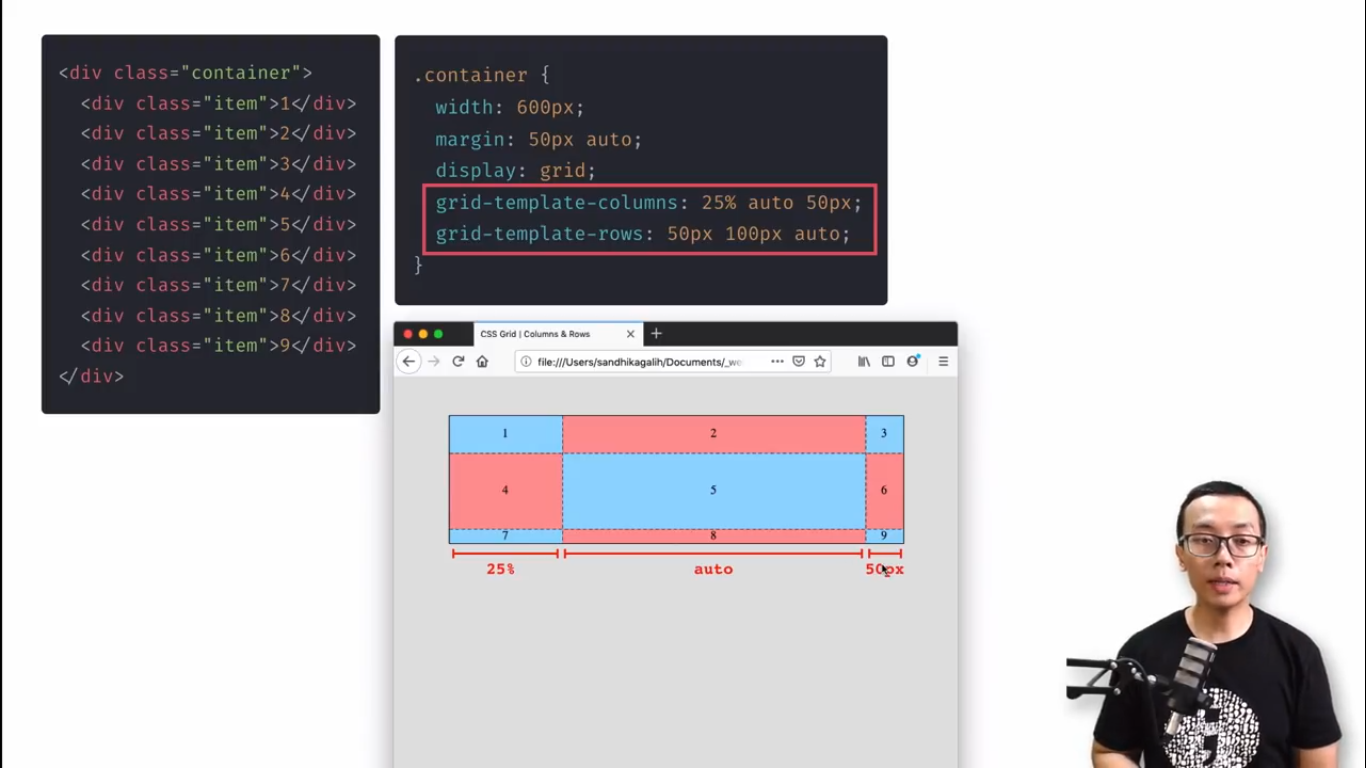 <div class="container">
<div class="item">1</div>
<div class="item">2</div>
<div class="item">3</div>
<div class="item">4</div>
<div class="item">5</div>
<div class="item">6</div>
<div class="item">7</div>
<div class="item">8</div>
<div class="item">9</div>
</div>
.container {
width: 600px;
margin: 50px auto;
display: grid;
grid-template-columns: 25% auto 50px;
grid-template-rows: 50px 100px auto;
}
CSS Grid | Columns & Rows
file:///Users/sandhikagalih/Documents/_we
1 2 3
4 5 6
7 8 9
25% auto 50px